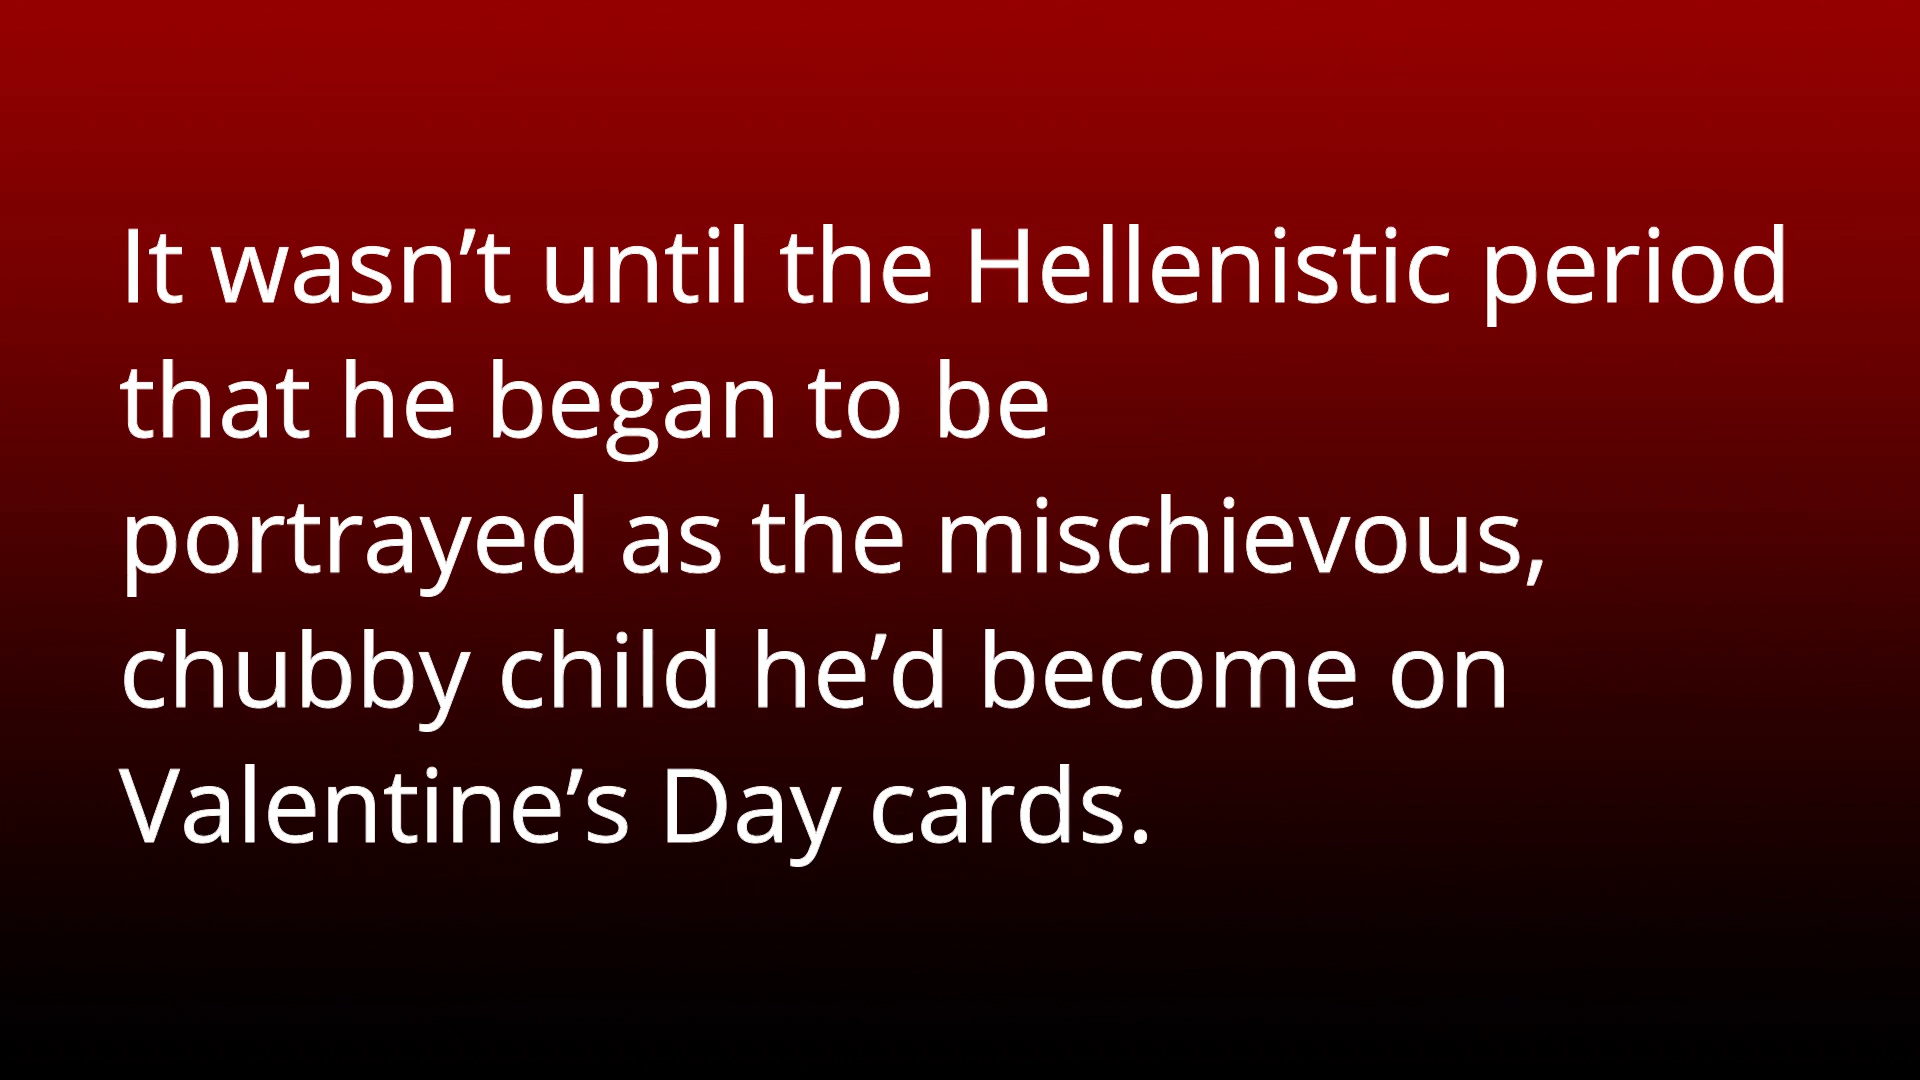 It wasn’t until the Hellenistic period
that he began to be
portrayed as the mischievous,
chubby child he’d become on
Valentine’s Day cards.